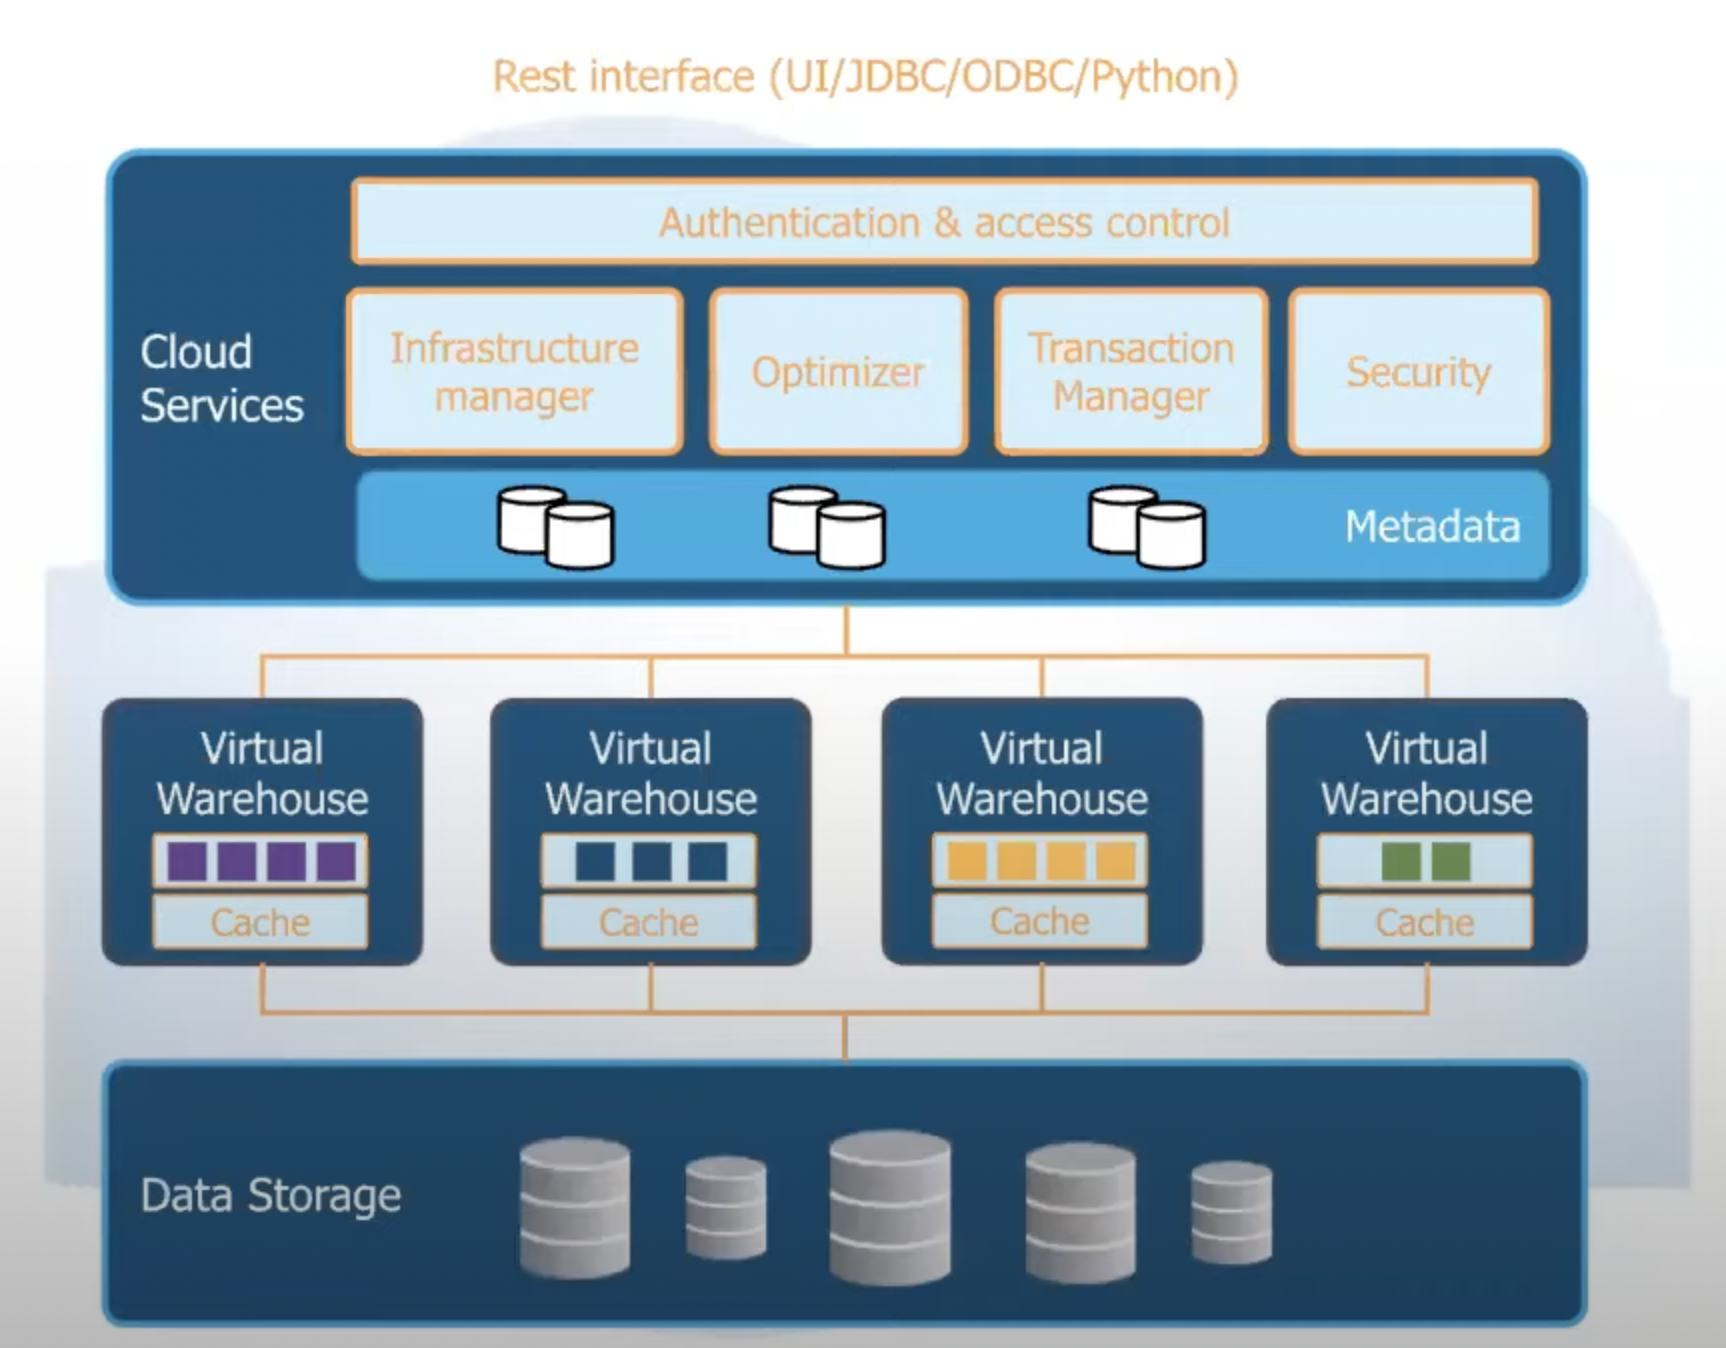 Rest interface (UI/JDBC/ODBC/Python)
Authentication & access control
Cloud
Services
Infrastructure
manager
Optimizer
Transaction
Manager
Security
Metadata
Virtual
Warehouse
Cache
Virtual
Warehouse
Cache
Virtual
Warehouse
Cache
Virtual
Warehouse
Cache
Data Storage